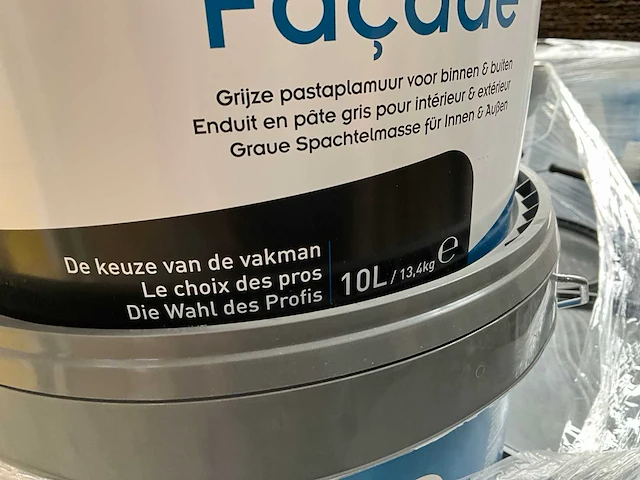 Façade
Grijze pastaplamuur voor binnen & buiten
Enduit en pâte gris pour intérieur & extérieur
Graue Spachtelmasse für Innen & Außen
De keuze van de vakman
Le choix des pros
Die Wahl des Profis
10L / 13,4kg e